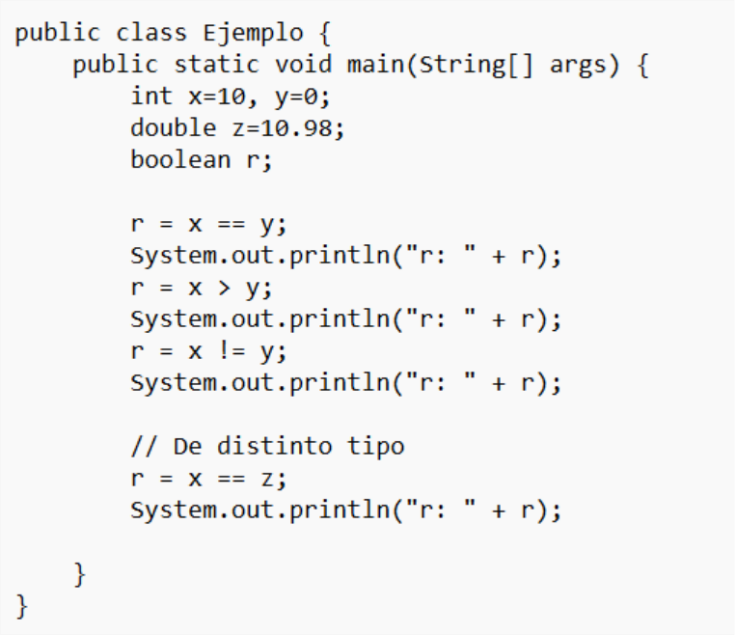 public class Ejemplo {
    public static void main(String[] args) {
        int x=10, y=0;
        double z=10.98;
        boolean r;

        r = x == y;
        System.out.println("r: " + r);
        r = x > y;
        System.out.println("r: " + r);
        r = x != y;
        System.out.println("r: " + r);

        // De distinto tipo
        r = x == z;
        System.out.println("r: " + r);

    }
}